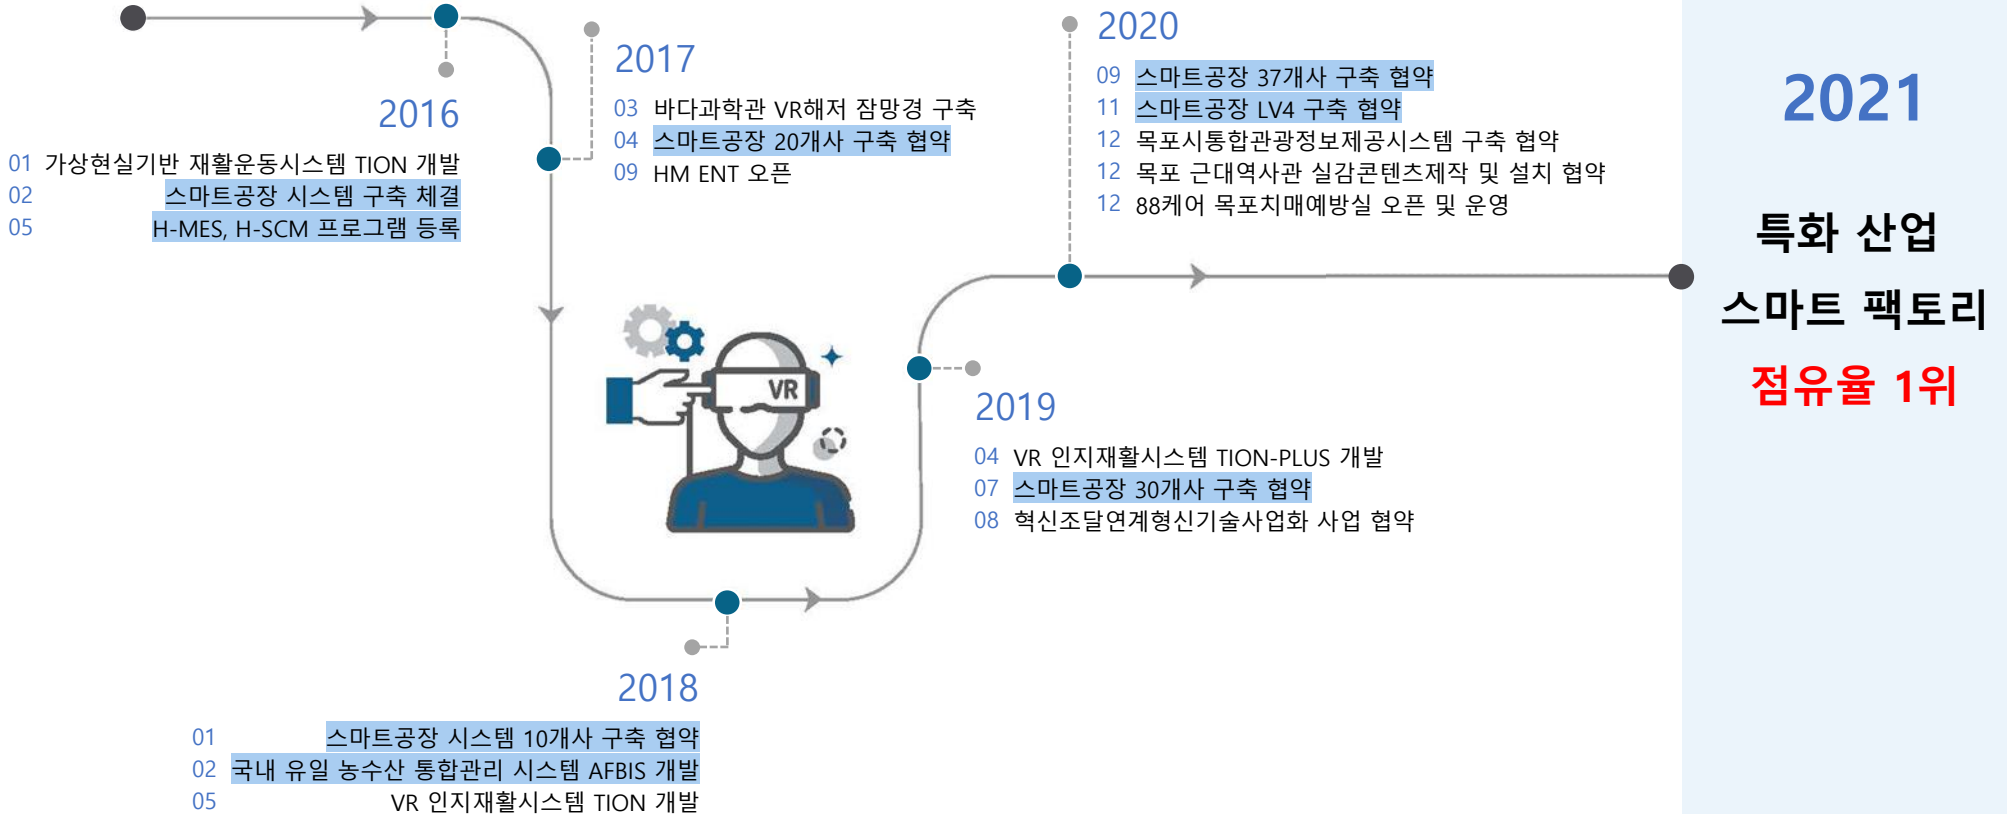 2016
01 가상현실기반 재활운동시스템 TION 개발
02 스마트공장 시스템 구축 체결
05 H-MES, H-SCM 프로그램 등록
2017
03 바다과학관 VR해저 잠망경 구축
04 스마트공장 20개사 구축 협약
09 HM ENT 오픈
VR
2018
01 스마트공장 시스템 10개사 구축 협약
02 국내 유일 농수산 통합관리 시스템 AFBIS 개발
05 VR 인지재활시스템 TION 개발
2019
04 VR 인지재활시스템 TION-PLUS 개발
07 스마트공장 30개사 구축 협약
08 혁신조달연계형신기술사업화 사업 협약
2020
09 스마트공장 37개사 구축 협약
11 스마트공장 LV4 구축 협약
12 목포시통합관광정보제공시스템 구축 협약
12 목포 근대역사관 실감콘텐츠제작 및 설치 협약
12 88케어 목포치매예방실 오픈 및 운영
2021
특화 산업
스마트 팩토리
점유율 1위